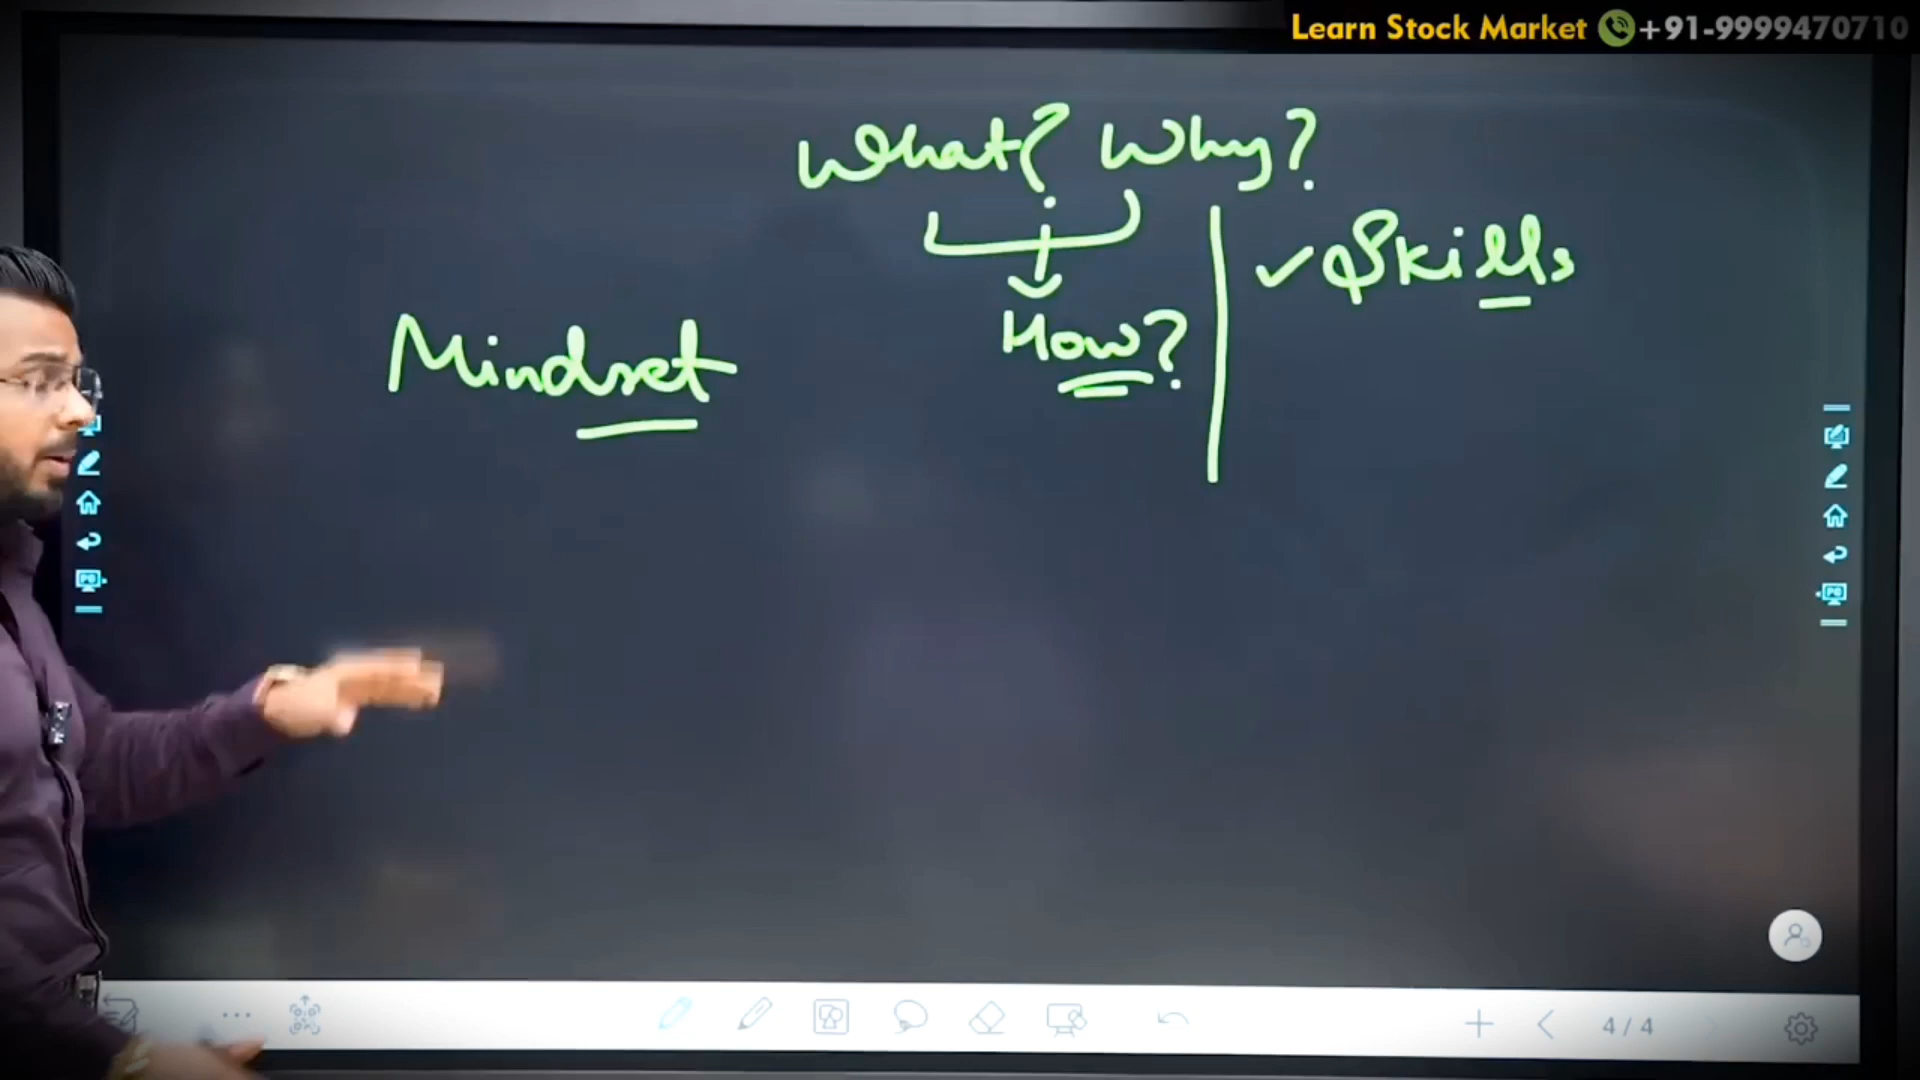 Learn Stock Market +91-9999470710
What? Why?
✓ Skills
How?
Mindset
4/4